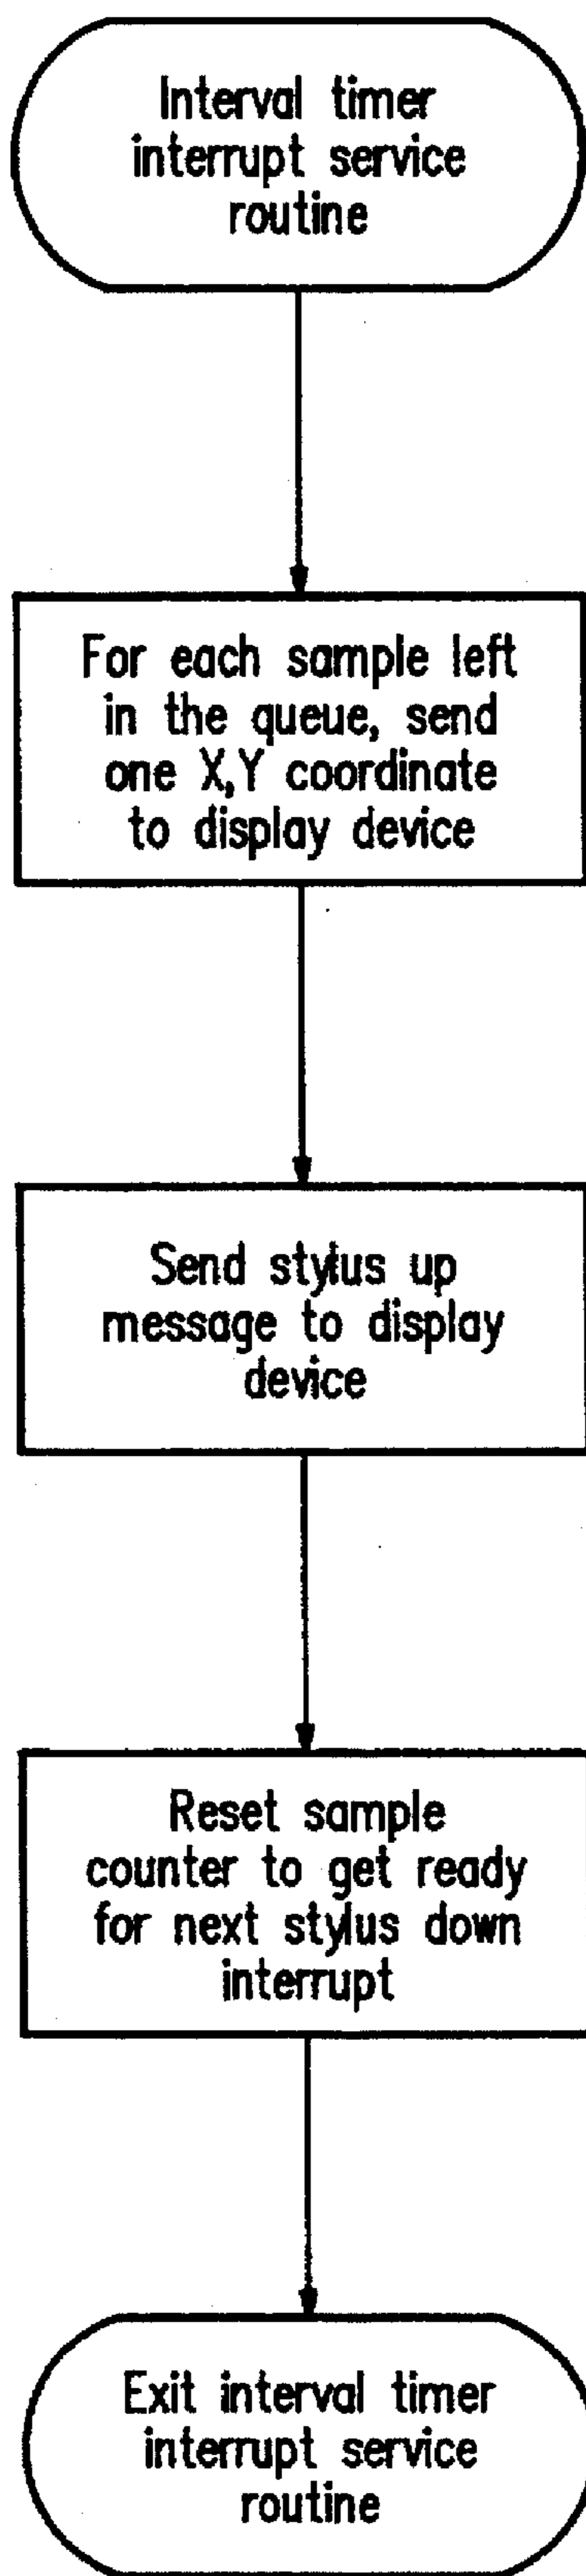 Interval timer
interrupt service
routine
For each sample left
in the queue, send
one X,Y coordinate
to display device
Send stylus up
message to display
device
Reset sample
counter to get ready
for next stylus down
interrupt
Exit interval timer
interrupt service
routine